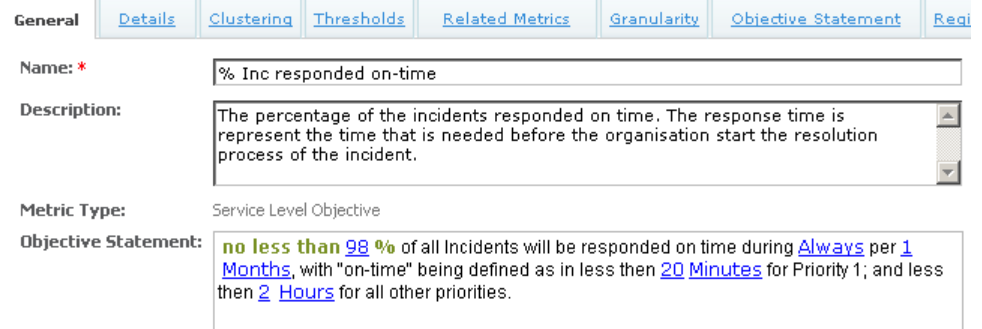 General Details Clustering Thresholds Related Metrics Granularity Objective Statement Regi
Name: * % Inc responded on-time
Description: The percentage of the incidents responded on time. The response time is
represent the time that is needed before the organisation start the resolution
process of the incident.
Metric Type: Service Level Objective
Objective Statement: no less than 98 % of all Incidents will be responded on time during Always per 1
Months, with "on-time" being defined as in less then 20 Minutes for Priority 1; and less
then 2 Hours for all other priorities.